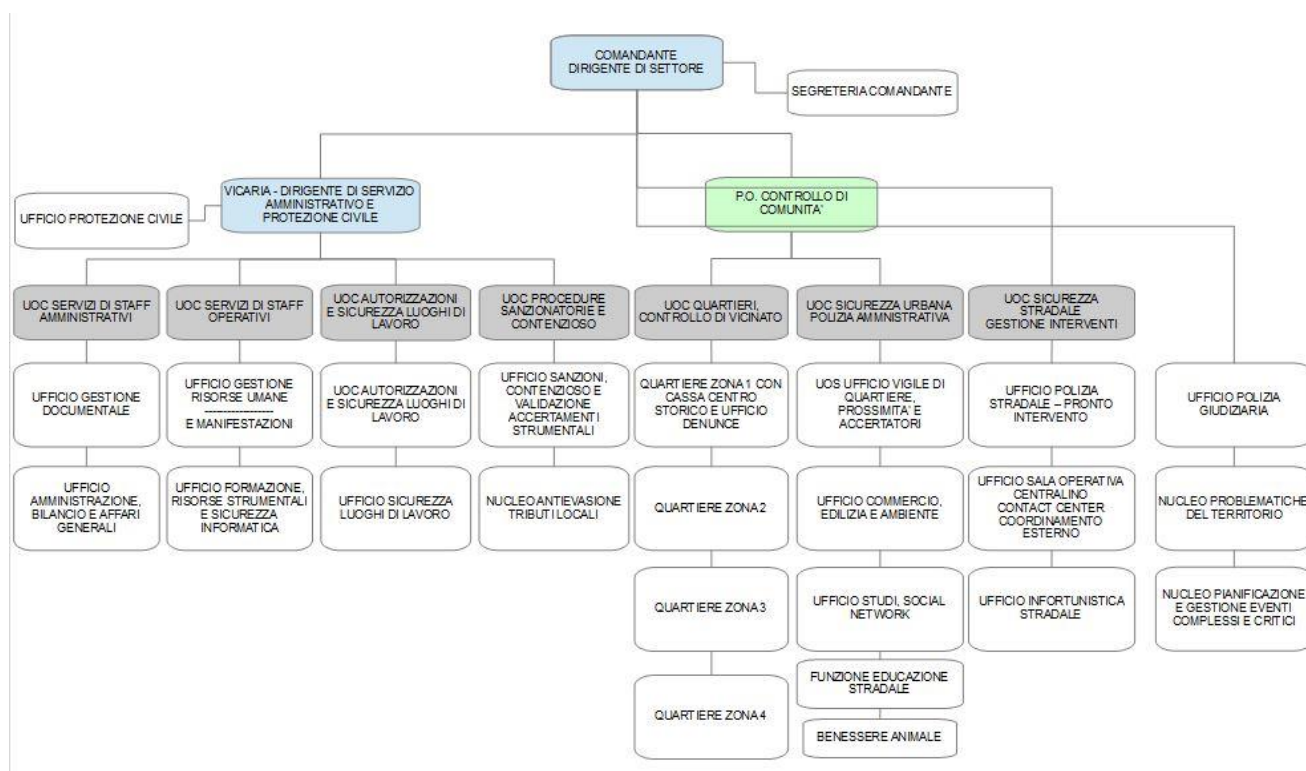 COMANDANTE
DIRIGENTE DI SETTORE
SEGRETERIA COMANDANTE
VICARIA - DIRIGENTE DI SERVIZIO
AMMINISTRATIVO E
PROTEZIONE CIVILE
P.O. CONTROLLO DI
COMUNITA'
UFFICIO PROTEZIONE CIVILE
UOC SERVIZI DI STAFF
AMMINISTRATIVI
UOC SERVIZI DI STAFF
OPERATIVI
UOC AUTORIZZAZIONI
E SICUREZZA LUOGHI DI
LAVORO
UOC PROCEDURE
SANZIONATORIE E
CONTENZIOSO
UOC QUARTIERI,
CONTROLLO DI VICINATO
UOC SICUREZZA URBANA
POLIZIA AMMNISTRATIVA
UOC SICUREZZA
STRADALE
GESTIONE INTERVENTI
UFFICIO GESTIONE
DOCUMENTALE
UFFICIO GESTIONE
RISORSE UMANE
------------------
E MANIFESTAZIONI
UOC AUTORIZZAZIONI
E SICUREZZA LUOGHI DI
LAVORO
UFFICIO SANZIONI,
CONTENZIOSO E
VALIDAZIONE
ACCERTAMENTI
STRUMENTALI
QUARTIERE ZONA 1 CON
CASSA CENTRO
STORICO E UFFICIO
DENUNCE
UOS UFFICIO VIGILE DI
QUARTIERE,
PROSSIMITA' E
ACCERTATORI
UFFICIO POLIZIA
STRADALE – PRONTO
INTERVENTO
UFFICIO POLIZIA
GIUDIZIARIA
UFFICIO
AMMINISTRAZIONE,
BILANCIO E AFFARI
GENERALI
UFFICIO FORMAZIONE,
RISORSE STRUMENTALI
E SICUREZZA
INFORMATICA
UFFICIO SICUREZZA
LUOGHI DI LAVORO
NUCLEO ANTIEVASIONE
TRIBUTI LOCALI
QUARTIERE ZONA 2
UFFICIO COMMERCIO,
EDILIZIA E AMBIENTE
UFFICIO SALA OPERATIVA
CENTRALINO
CONTACT CENTER
COORDINAMENTO
ESTERNO
NUCLEO PROBLEMATICHE
DEL TERRITORIO
QUARTIERE ZONA 3
UFFICIO STUDI, SOCIAL
NETWORK
UFFICIO INFORTUNISTICA
STRADALE
NUCLEO PIANIFICAZIONE
E GESTIONE EVENTI
COMPLESSI E CRITICI
QUARTIERE ZONA 4
FUNZIONE EDUCAZIONE
STRADALE
BENESSERE ANIMALE